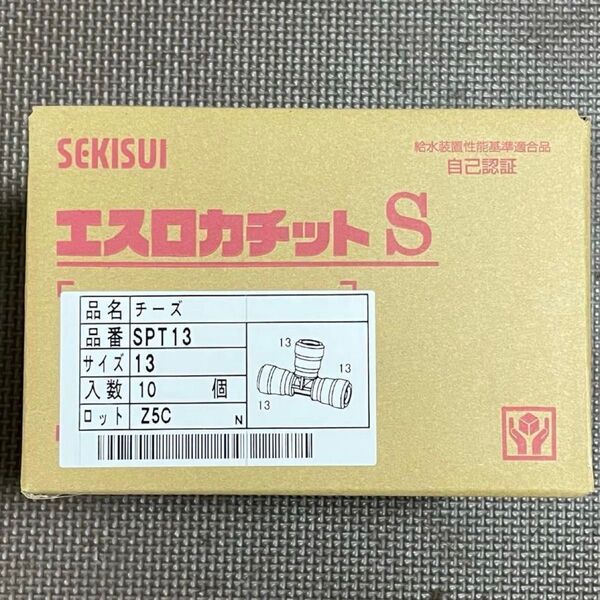 SEKISUI
給水装置性能基準適合品
自己認証
エスロカチットS
品名 チーズ
品番 SPT13
サイズ 13
入数 10 個
ロット Z5C N
13
13
13